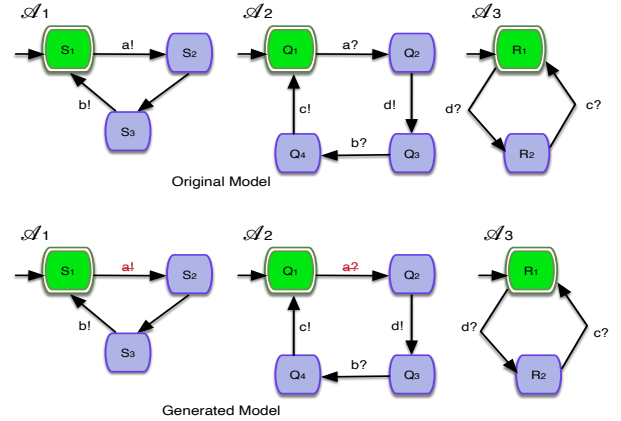 𝒜1 𝒜2 𝒜3
S1 a! S2 Q1 a? Q2 R1
b! c! d! d? c?
S3 Q4 b? Q3 R2
Original Model
𝒜1 𝒜2 𝒜3
S1 a! S2 Q1 a? Q2 R1
b! c! d! d? c?
S3 Q4 b? Q3 R2
Generated Model